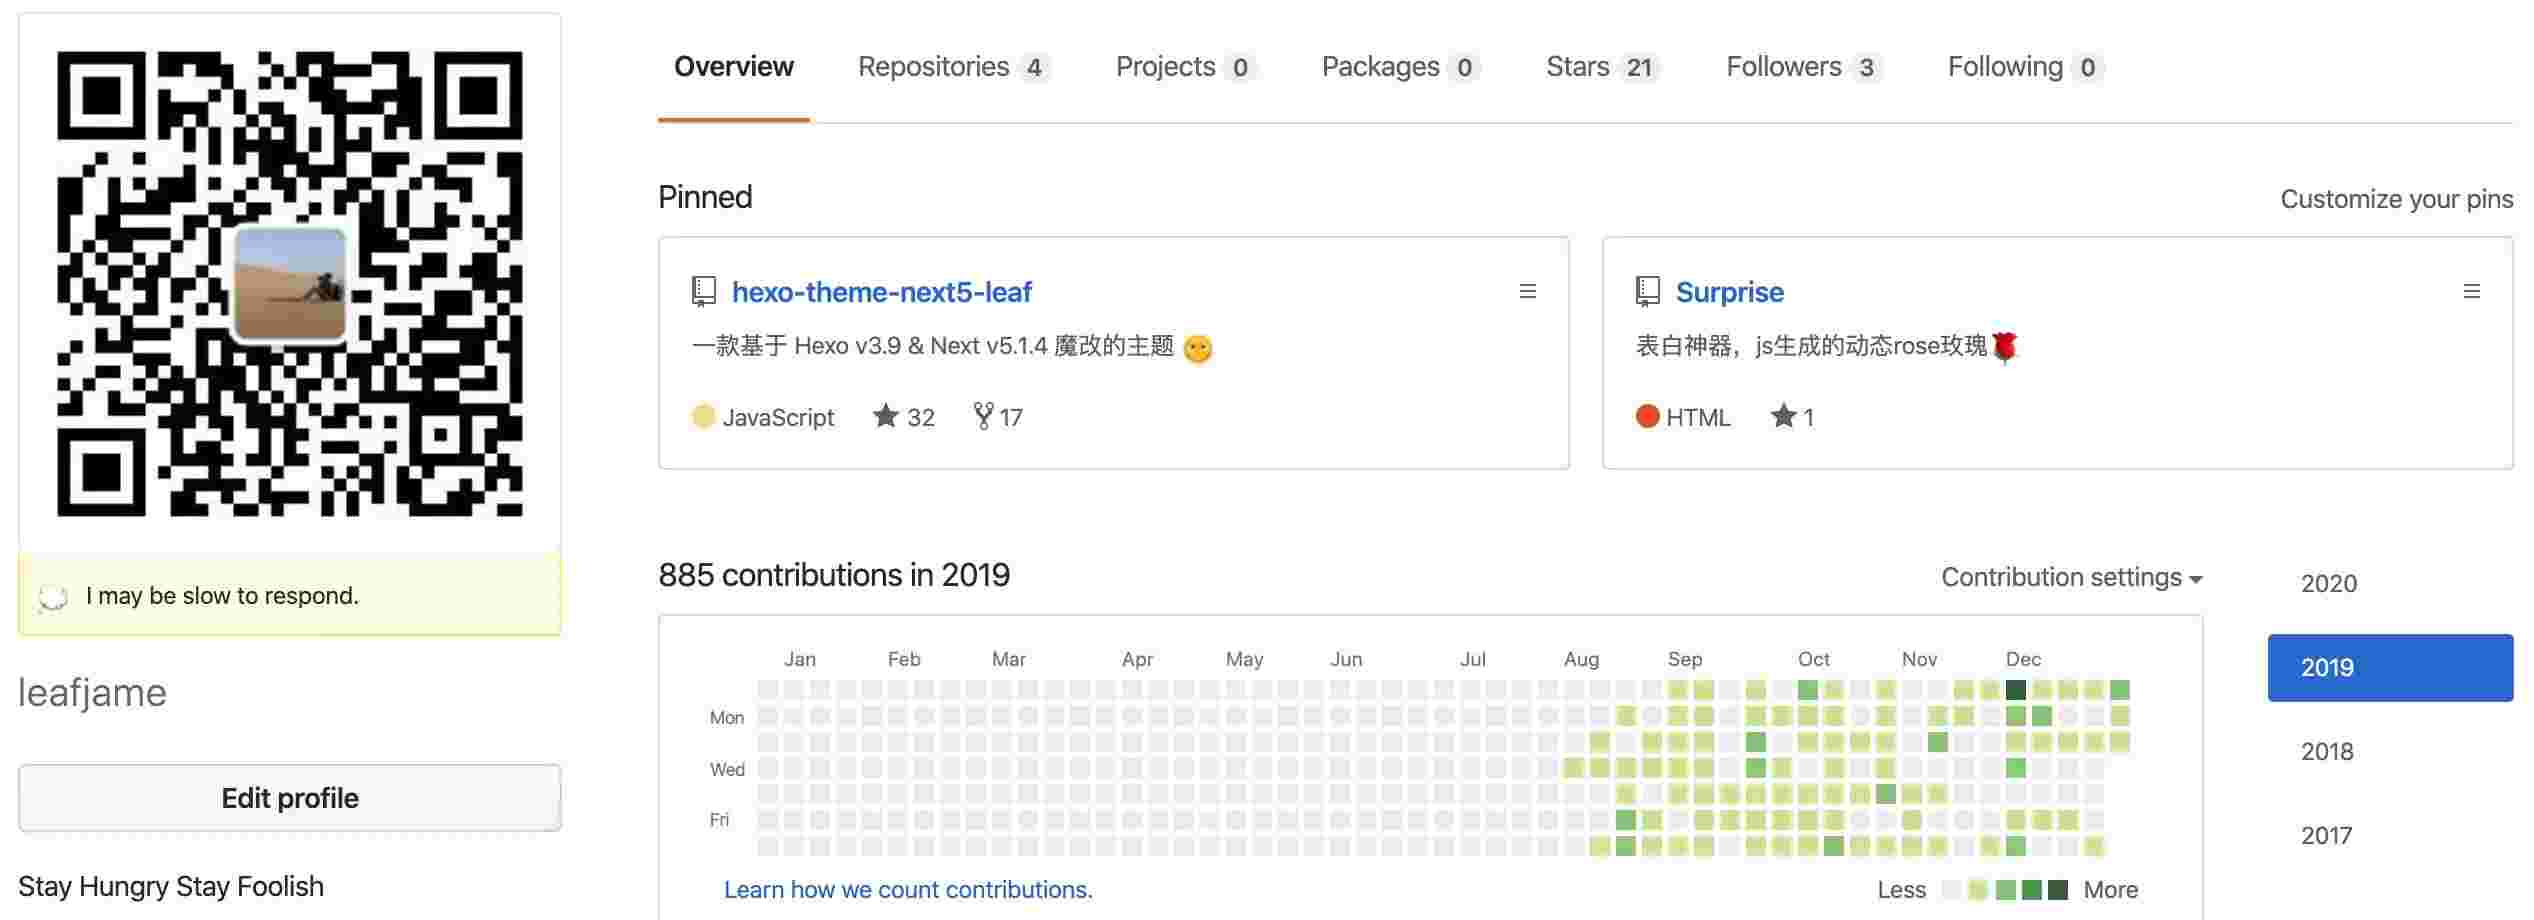 Overview Repositories 4 Projects 0 Packages 0 Stars 21 Followers 3 Following 0
Pinned
Customize your pins
hexo-theme-next5-leaf
一款基于 Hexo v3.9 & Next v5.1.4 魔改的主题 🌝
JavaScript 32 17
Surprise
表白神器，js生成的动态rose玫瑰🌹
HTML 1
I may be slow to respond.
leafjame
Edit profile
Stay Hungry Stay Foolish
885 contributions in 2019
Contribution settings
Jan Feb Mar Apr May Jun Jul Aug Sep Oct Nov Dec
Mon
Wed
Fri
Learn how we count contributions.
Less More
2020
2019
2018
2017